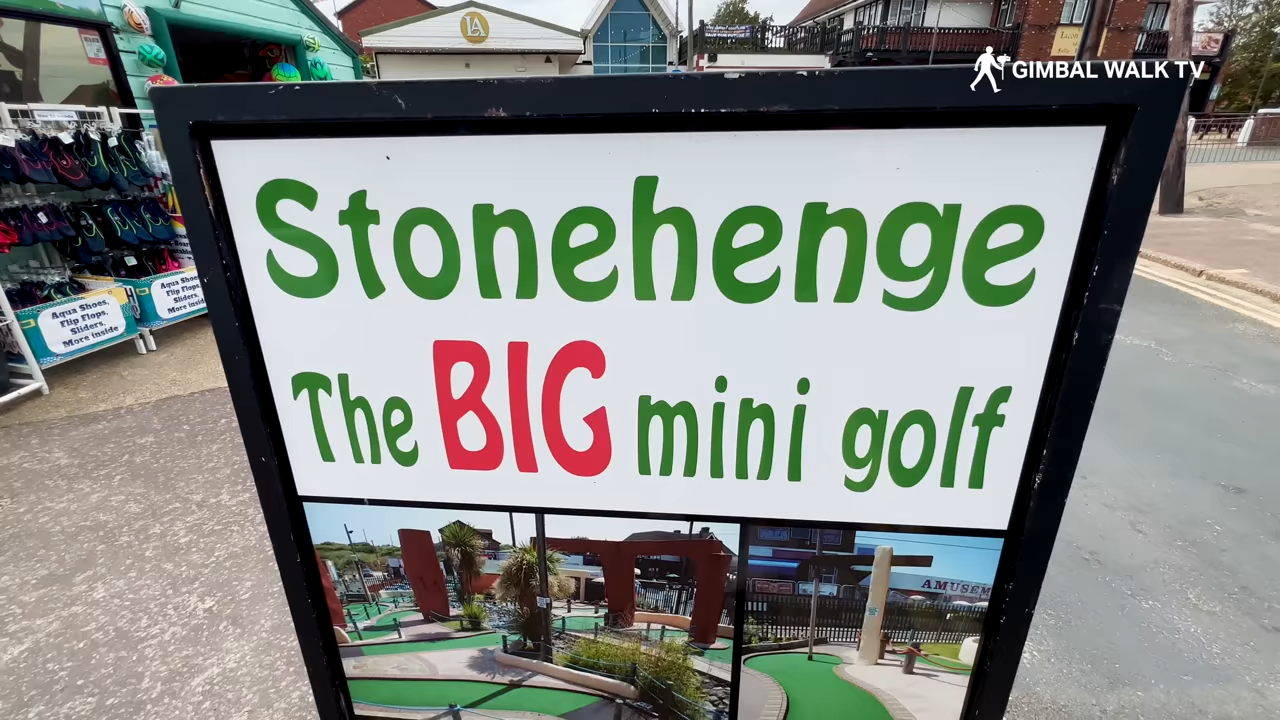 GIMBAL WALK TV
LA
Stonehenge
The BIG mini golf
Aqua Shoes,
Flip Flops,
Sliders,
More inside
Aqua Shoes,
Flip Flops,
Sliders,
More inside
AMUSEM